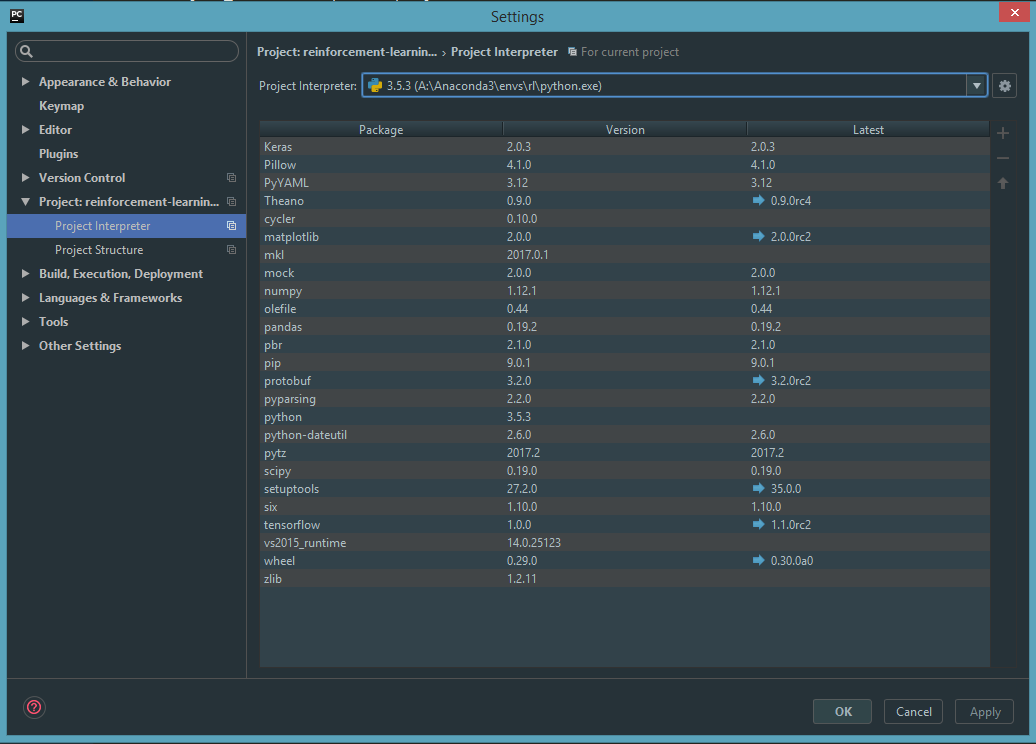 PC
Settings
Appearance & Behavior
Keymap
Editor
Plugins
Version Control
Project: reinforcement-learnin...
Project Interpreter
Project Structure
Build, Execution, Deployment
Languages & Frameworks
Tools
Other Settings
Project: reinforcement-learnin... › Project Interpreter For current project
Project Interpreter: 3.5.3 (A:\Anaconda3\envs\rl\python.exe)
Package Version Latest
Keras 2.0.3 2.0.3
Pillow 4.1.0 4.1.0
PyYAML 3.12 3.12
Theano 0.9.0 0.9.0rc4
cycler 0.10.0
matplotlib 2.0.0 2.0.0rc2
mkl 2017.0.1
mock 2.0.0 2.0.0
numpy 1.12.1 1.12.1
olefile 0.44 0.44
pandas 0.19.2 0.19.2
pbr 2.1.0 2.1.0
pip 9.0.1 9.0.1
protobuf 3.2.0 3.2.0rc2
pyparsing 2.2.0 2.2.0
python 3.5.3
python-dateutil 2.6.0 2.6.0
pytz 2017.2 2017.2
scipy 0.19.0 0.19.0
setuptools 27.2.0 35.0.0
six 1.10.0 1.10.0
tensorflow 1.0.0 1.1.0rc2
vs2015_runtime 14.0.25123
wheel 0.29.0 0.30.0a0
zlib 1.2.11
?
OK Cancel Apply